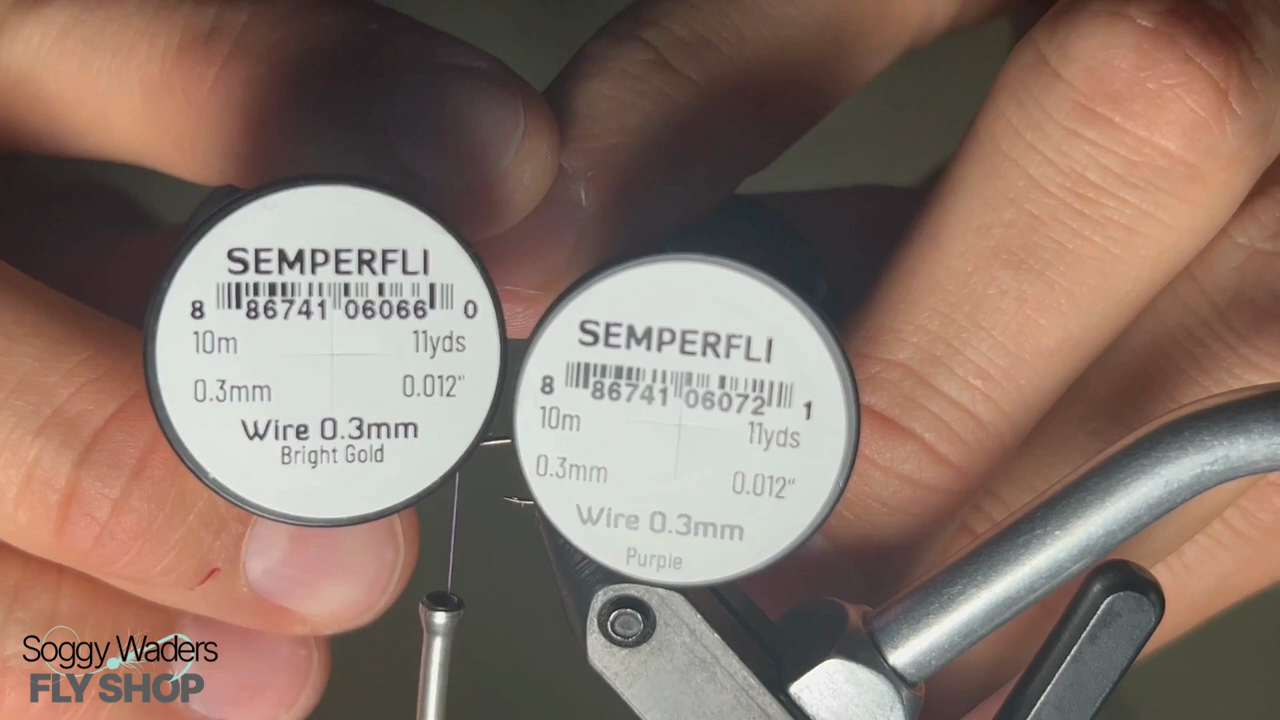 SEMPERFLI
8 86741 06066 0
10m 11yds
0.3mm 0.012"
Wire 0.3mm
Bright Gold
SEMPERFLI
8 86741 06072 1
10m 11yds
0.3mm 0.012"
Wire 0.3mm
Purple
Soggy Waders
FLY SHOP